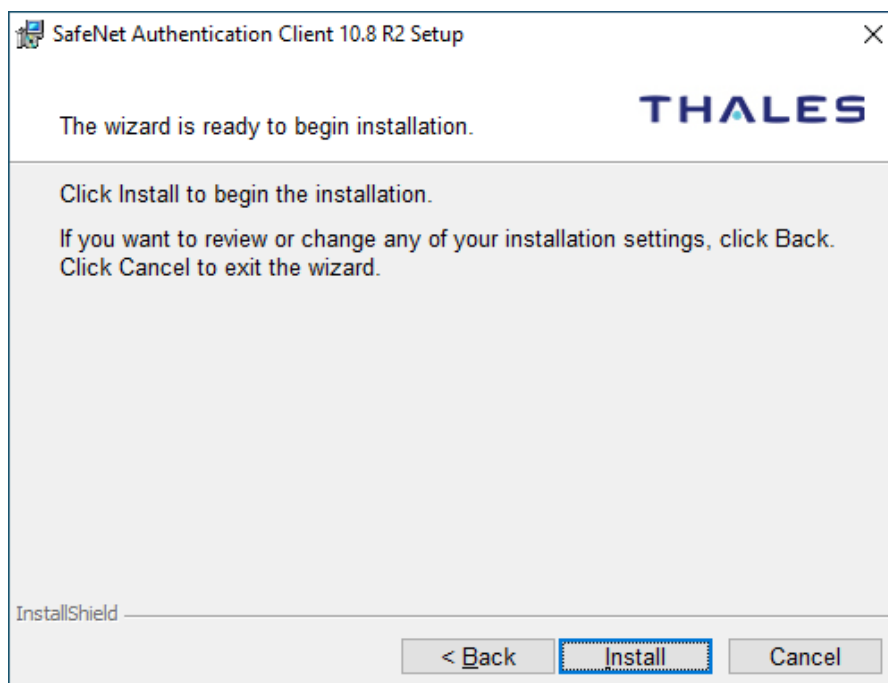 SafeNet Authentication Client 10.8 R2 Setup
THALES
The wizard is ready to begin installation.
Click Install to begin the installation.
If you want to review or change any of your installation settings, click Back.
Click Cancel to exit the wizard.
InstallShield
< Back
Install
Cancel